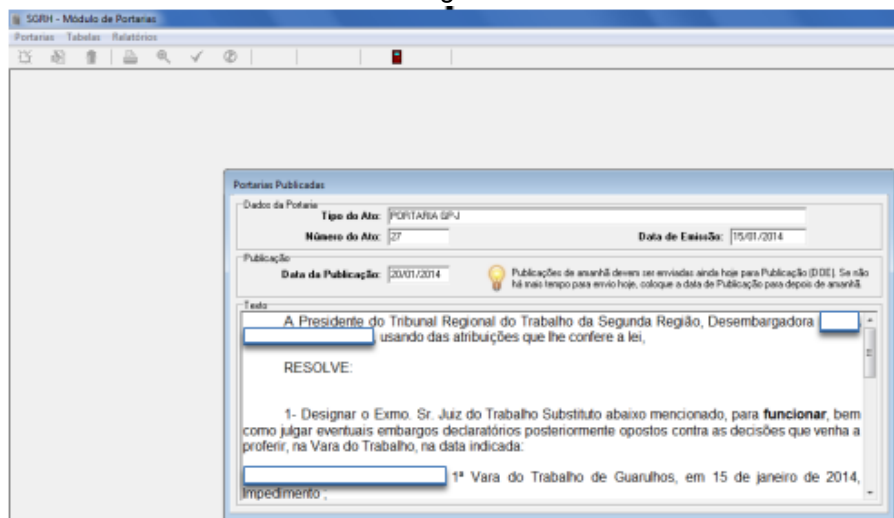 SGRH - Módulo de Portarias
Portarias Tabelas Relatórios
Portarias Publicadas
Dados da Portaria
Tipo do Ato: PORTARIA GP-J
Número do Ato: 27 Data de Emissão: 15/01/2014
Publicação
Data da Publicação: 20/01/2014 Publicações de amanhã devem ser enviadas ainda hoje para Publicação (DOE). Se não
há mais tempo para envio hoje, coloque a data de Publicação para depois de amanhã.
Texto
A Presidente do Tribunal Regional do Trabalho da Segunda Região, Desembargadora
, usando das atribuições que lhe confere a lei,
RESOLVE:
1- Designar o Exmo. Sr. Juiz do Trabalho Substituto abaixo mencionado, para funcionar, bem
como julgar eventuais embargos declaratórios posteriormente opostos contra as decisões que venha a
proferir, na Vara do Trabalho, na data indicada:
1ª Vara do Trabalho de Guarulhos, em 15 de janeiro de 2014,
Impedimento ;